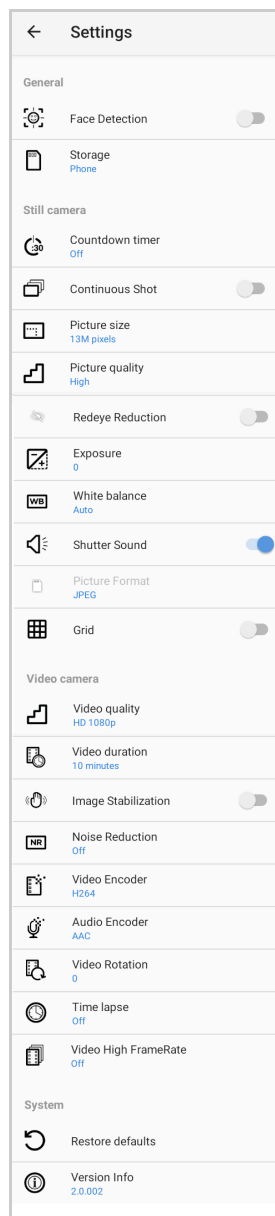 Settings
General
Face Detection
Storage
Phone
Still camera
:30
Countdown timer
Off
Continuous Shot
Picture size
13M pixels
Picture quality
High
Redeye Reduction
Exposure
0
WB
White balance
Auto
Shutter Sound
Picture Format
JPEG
Grid
Video camera
Video quality
HD 1080p
Video duration
10 minutes
Image Stabilization
NR
Noise Reduction
Off
Video Encoder
H264
Audio Encoder
AAC
Video Rotation
0
Time lapse
Off
Video High FrameRate
Off
System
Restore defaults
Version Info
2.0.002